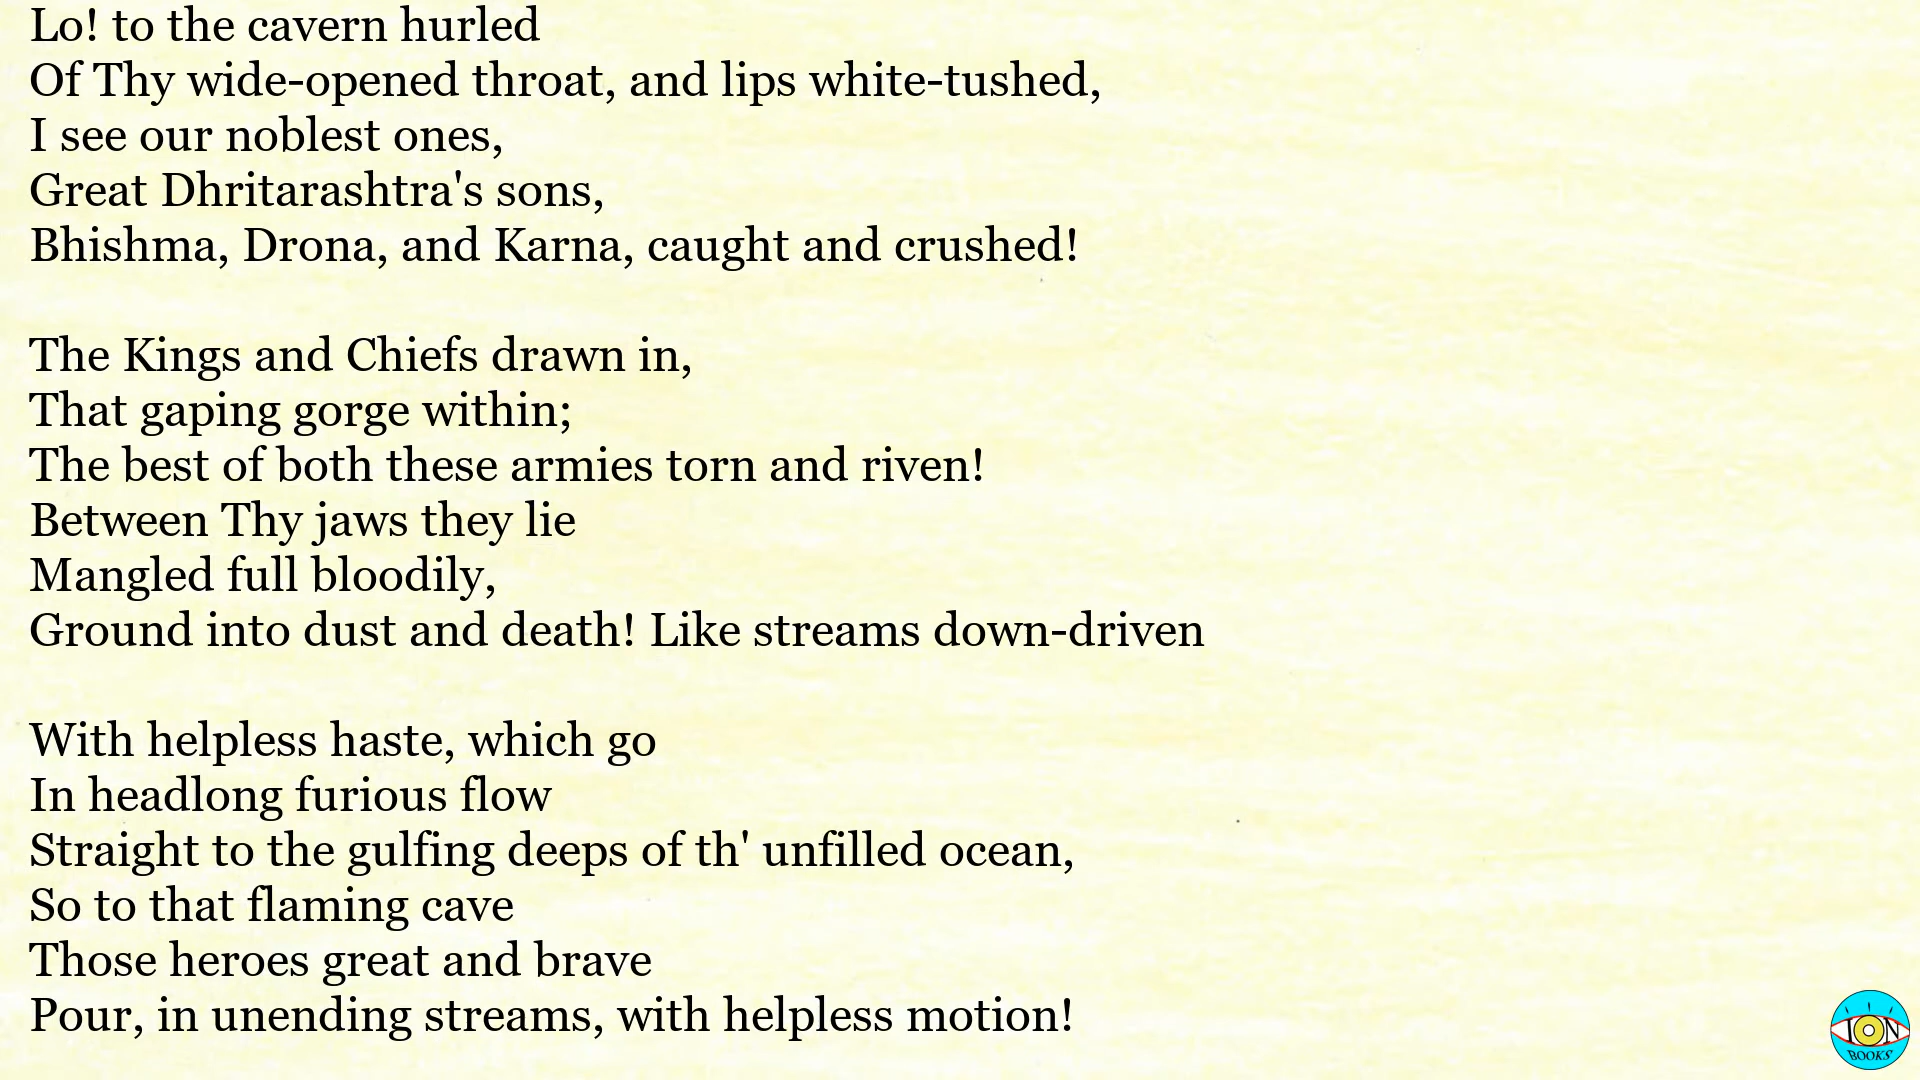 Lo! to the cavern hurled
Of Thy wide-opened throat, and lips white-tushed,
I see our noblest ones,
Great Dhritarashtra's sons,
Bhishma, Drona, and Karna, caught and crushed!
The Kings and Chiefs drawn in,
That gaping gorge within;
The best of both these armies torn and riven!
Between Thy jaws they lie
Mangled full bloodily,
Ground into dust and death! Like streams down-driven
With helpless haste, which go
In headlong furious flow
Straight to the gulfing deeps of th' unfilled ocean,
So to that flaming cave
Those heroes great and brave
Pour, in unending streams, with helpless motion!
ION
BOOKS